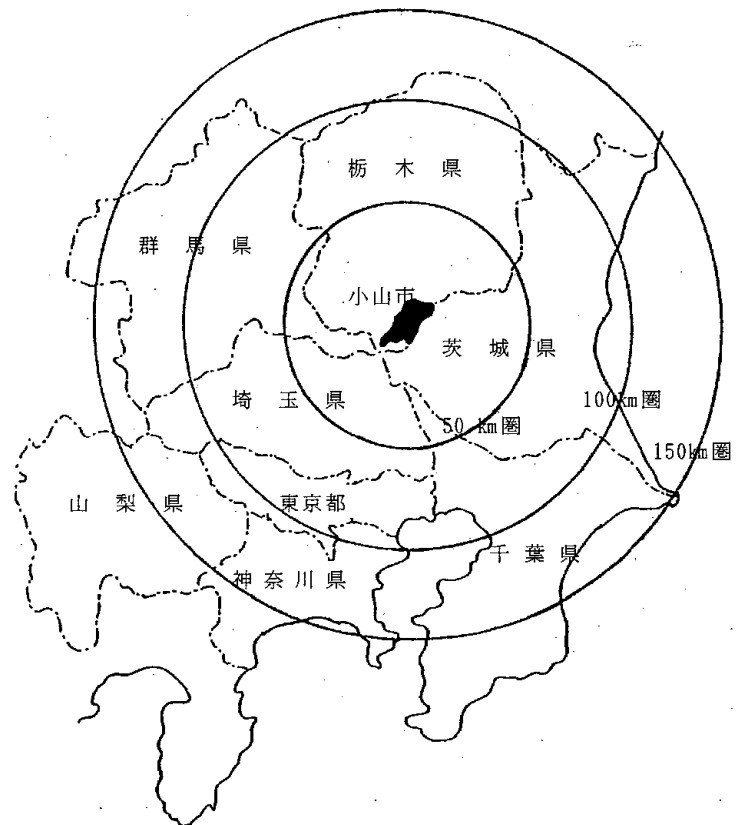 栃木県
群馬県
小山市
茨城県
埼玉県
100km圏
50km圏
150km圏
山梨県
東京都
千葉県
神奈川県